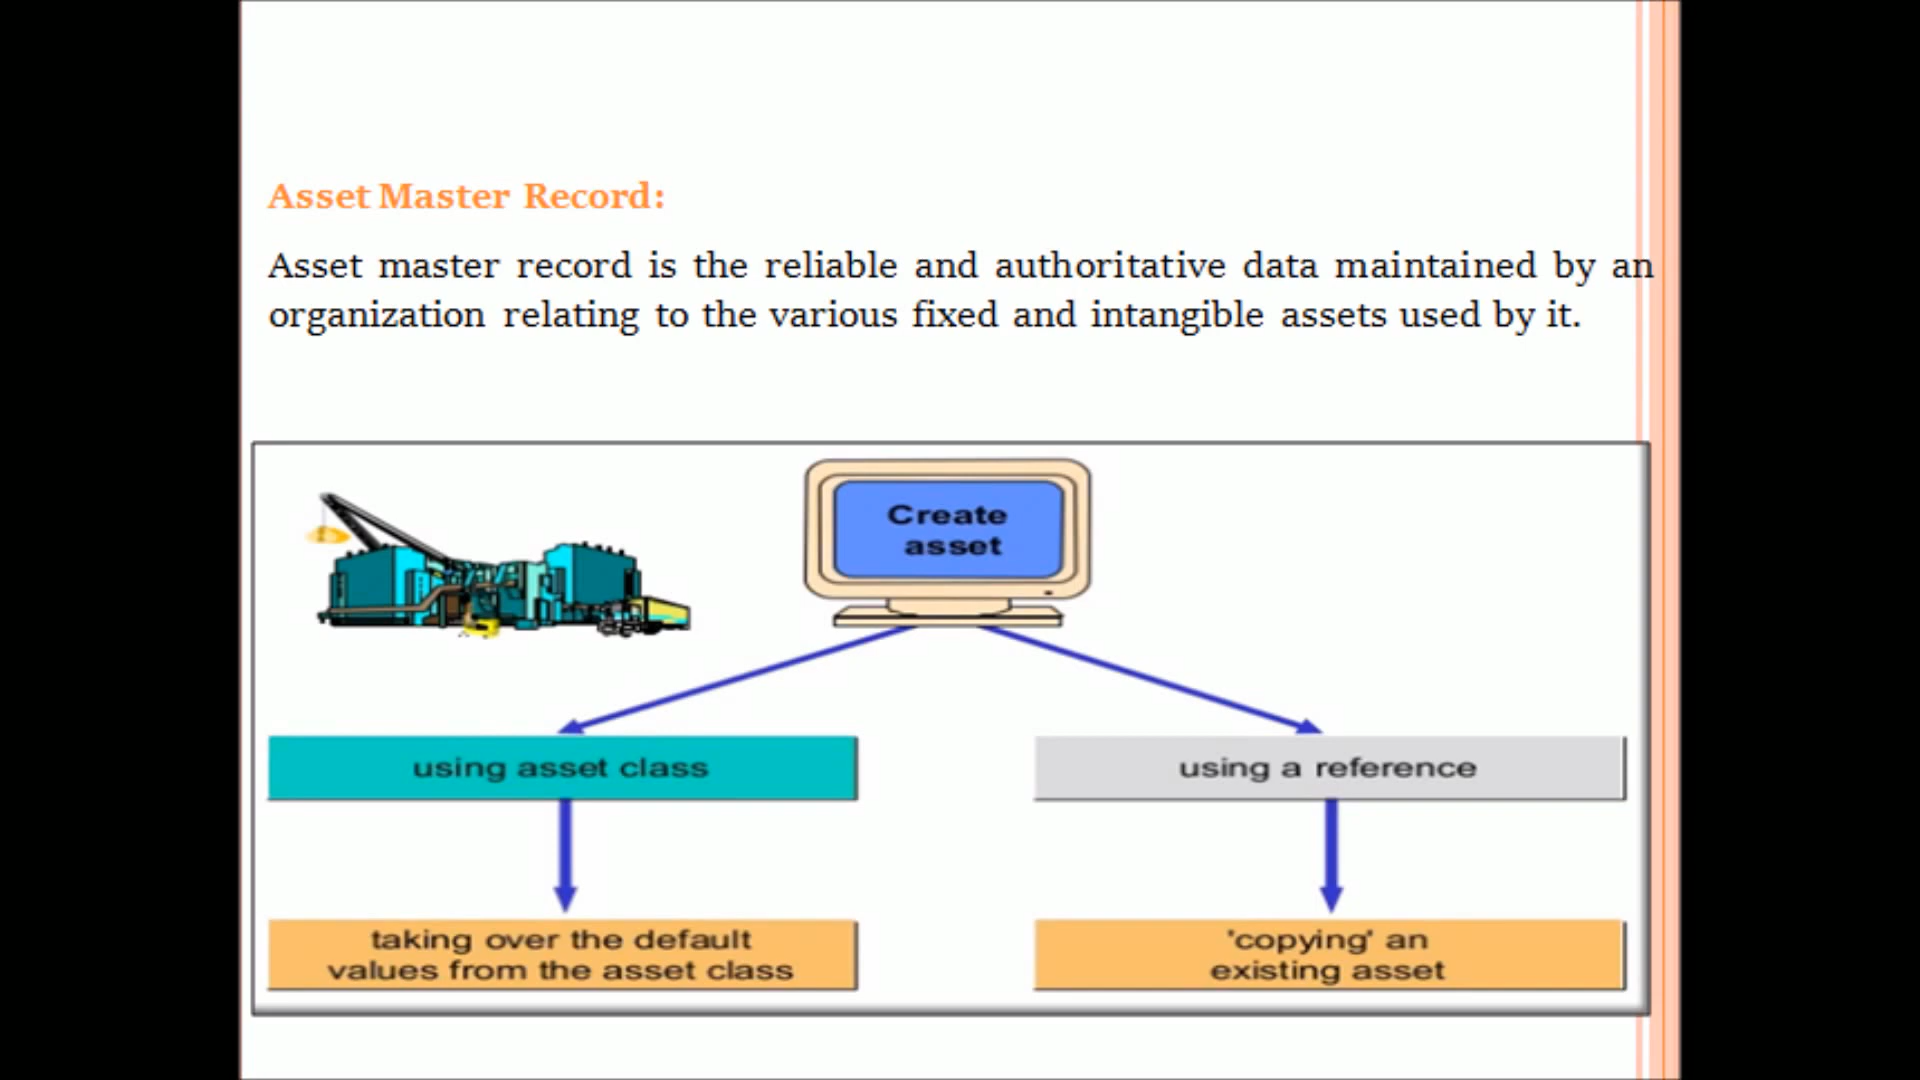 Asset Master Record:
Asset master record is the reliable and authoritative data maintained by an
organization relating to the various fixed and intangible assets used by it.
Create
asset
using asset class
using a reference
taking over the default
values from the asset class
'copying' an
existing asset